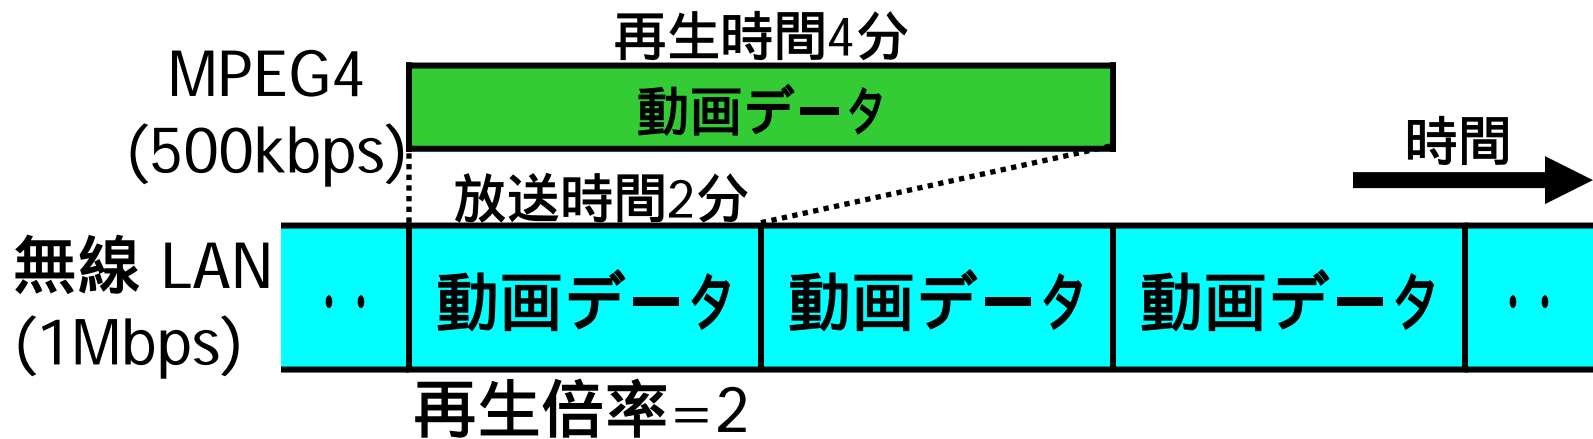 再生時間4分
MPEG4
(500kbps)
動画データ
時間
放送時間2分
無線 LAN
(1Mbps)
・・
動画データ
動画データ
動画データ
・・
再生倍率=2